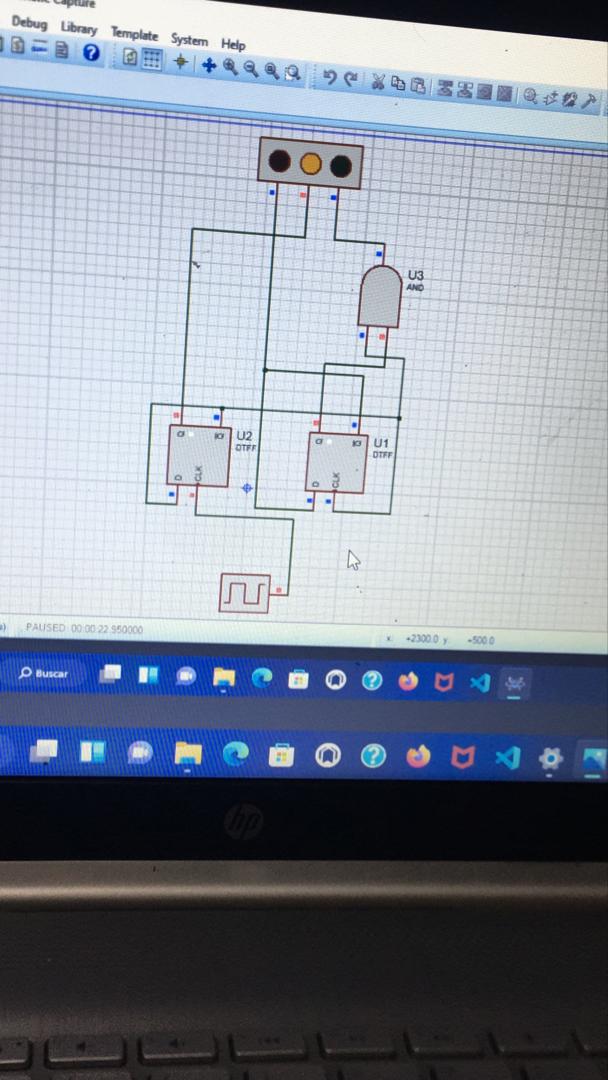 Capture
Debug Library Template System Help
U3
AND
U2
DTFF
Q
D
CLK
U1
DTFF
Q
D
CLK
PAUSED: 00:00:22.950000
x: +2300.0 y: -500.0
Buscar
hp